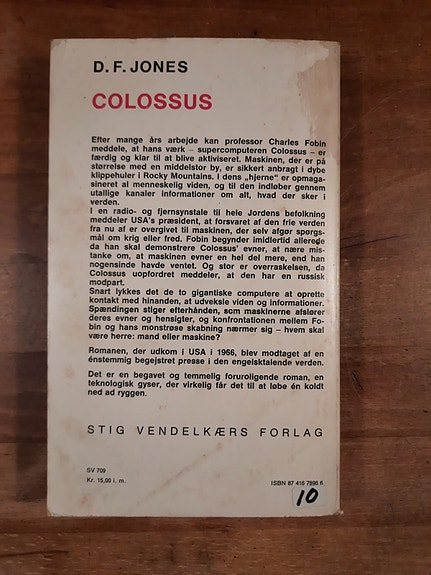 D. F. JONES
COLOSSUS
Efter mange års arbejde kan professor Charles Fobin
meddele, at hans værk – supercomputeren Colossus – er
færdig og klar til at blive aktiviseret. Maskinen, der er på
størrelse med en middelstor by, er sikkert anbragt i dybe
klippehuler i Rocky Mountains. I dens „hjerne“ er opmaga-
sineret al menneskelig viden, og til den indløber gennem
utallige kanaler informationer om alt, hvad der sker i
verden.
I en radio- og fjernsynstale til hele Jordens befolkning
meddeler USA's præsident, at forsvaret af den frie verden
fra nu af er overgivet til maskinen, der selv afgør spørgs-
mål om krig eller fred. Fobin begynder imidlertid allerede
da han skal demonstrere Colossus' evner, at nære mis-
tanke om, at maskinen evner en hel del mere, end han
nogensinde havde ventet. Og stor er overraskelsen, da
Colossus uopfordret meddeler, at den har en russisk
modpart.
Snart lykkes det de to gigantiske computere at oprette
kontakt med hinanden, at udveksle viden og informationer.
Spændingen stiger efterhånden, som maskinerne afslører
deres evner og hensigter, og konfrontationen mellem Fo-
bin og hans monstrøse skabning nærmer sig – hvem skal
være herre: mand eller maskine?
Romanen, der udkom i USA i 1966, blev modtaget af en
énstemmig begejstret presse i den engelsktalende verden.
Det er en begavet og temmelig foruroligende roman, en
teknologisk gyser, der virkelig får det til at løbe én koldt
ned ad ryggen.
STIG VENDELKÆRS FORLAG
SV 709
Kr. 15,00 i. m.
ISBN 87 416 7896 6
10